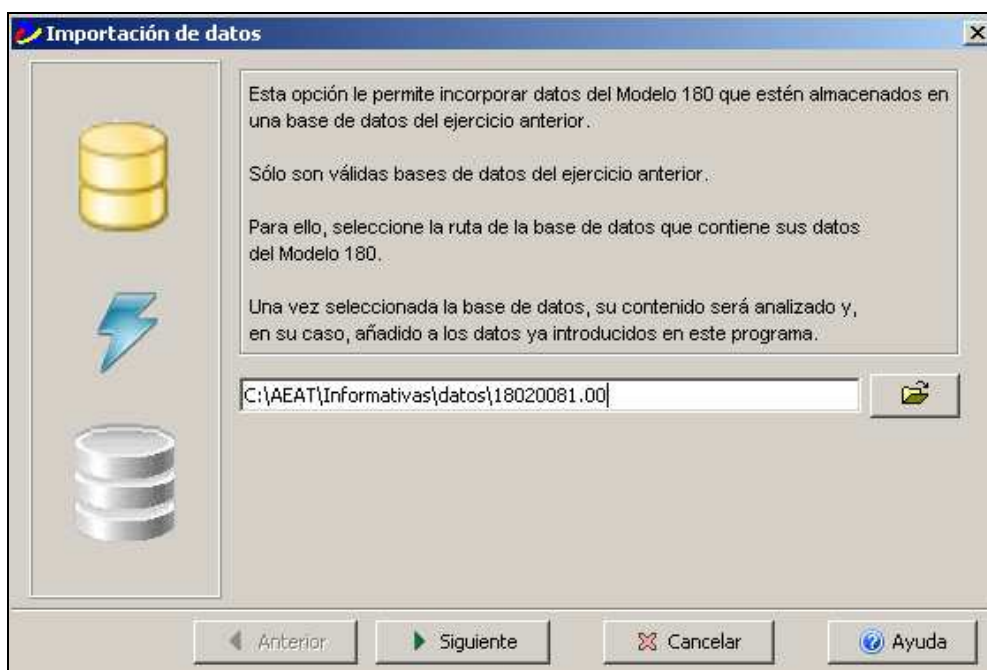 Importación de datos
Esta opción le permite incorporar datos del Modelo 180 que estén almacenados en
una base de datos del ejercicio anterior.
Sólo son válidas bases de datos del ejercicio anterior.
Para ello, seleccione la ruta de la base de datos que contiene sus datos
del Modelo 180.
Una vez seleccionada la base de datos, su contenido será analizado y,
en su caso, añadido a los datos ya introducidos en este programa.
C:\AEAT\Informativas\datos\18020081.00
Anterior
Siguiente
Cancelar
Ayuda